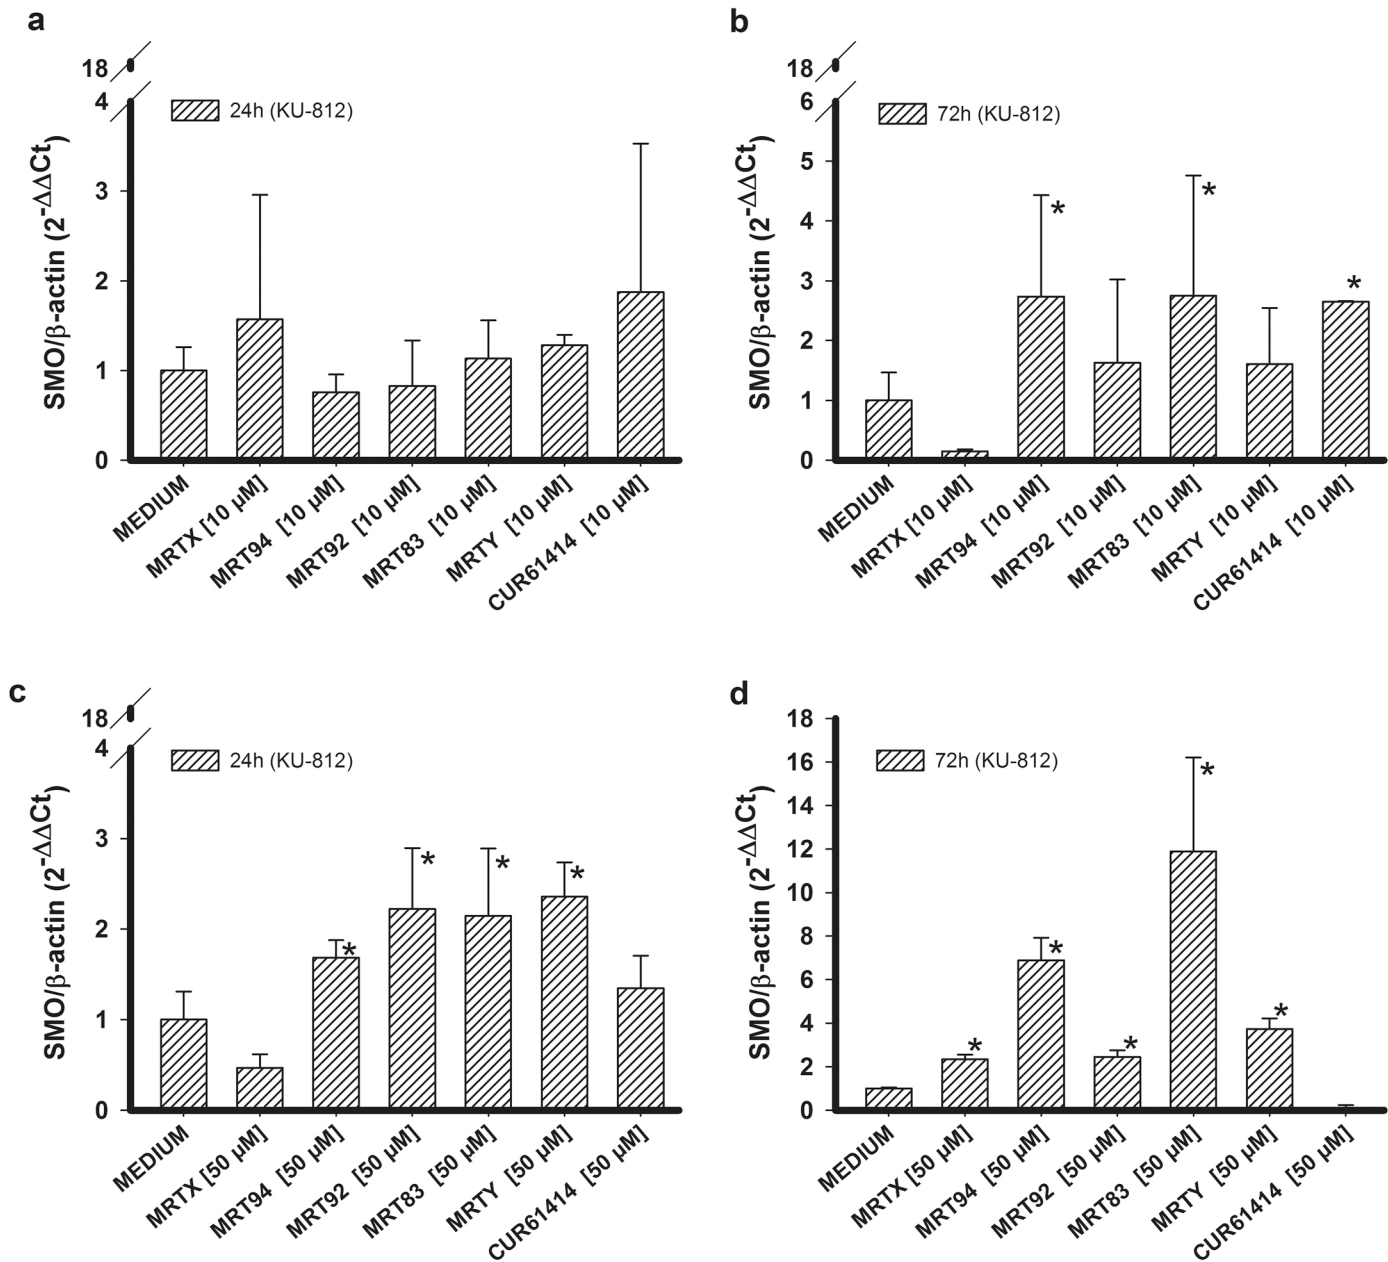 a
18
4
3
2
1
0
SMO/β-actin (2-ΔΔCt)
24h (KU-812)
MEDIUM
MRTX [10 µM]
MRT94 [10 µM]
MRT92 [10 µM]
MRT83 [10 µM]
MRTY [10 µM]
CUR61414 [10 µM]
b
18
6
5
4
3
2
1
0
SMO/β-actin (2-ΔΔCt)
72h (KU-812)
*
*
*
MEDIUM
MRTX [10 µM]
MRT94 [10 µM]
MRT92 [10 µM]
MRT83 [10 µM]
MRTY [10 µM]
CUR61414 [10 µM]
c
18
4
3
2
1
0
SMO/β-actin (2-ΔΔCt)
24h (KU-812)
*
*
*
*
MEDIUM
MRTX [50 µM]
MRT94 [50 µM]
MRT92 [50 µM]
MRT83 [50 µM]
MRTY [50 µM]
CUR61414 [50 µM]
d
18
16
14
12
10
8
6
4
2
0
SMO/β-actin (2-ΔΔCt)
72h (KU-812)
*
*
*
*
*
MEDIUM
MRTX [50 µM]
MRT94 [50 µM]
MRT92 [50 µM]
MRT83 [50 µM]
MRTY [50 µM]
CUR61414 [50 µM]